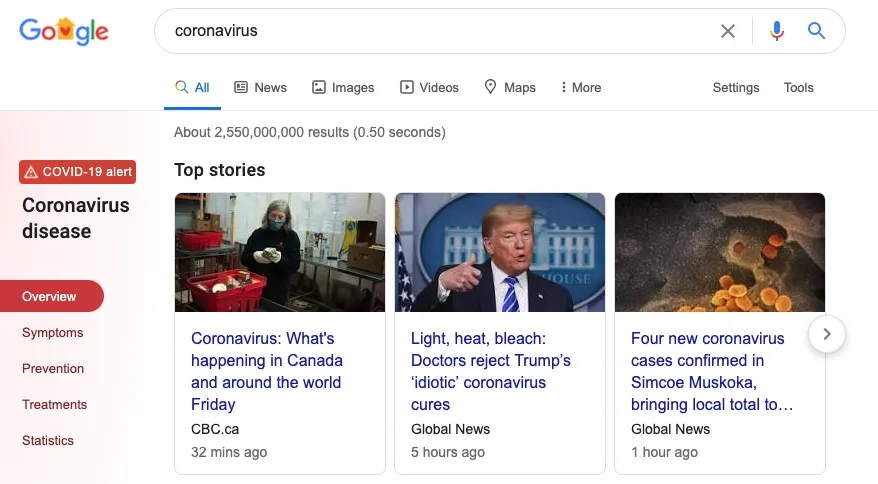 Google
coronavirus
All News Images Videos Maps More Settings Tools
About 2,550,000,000 results (0.50 seconds)
COVID-19 alert
Coronavirus
disease
Overview
Symptoms
Prevention
Treatments
Statistics
Top stories
Coronavirus: What's
happening in Canada
and around the world
Friday
CBC.ca
32 mins ago
HOUSE
Light, heat, bleach:
Doctors reject Trump’s
‘idiotic’ coronavirus
cures
Global News
5 hours ago
Four new coronavirus
cases confirmed in
Simcoe Muskoka,
bringing local total to…
Global News
1 hour ago